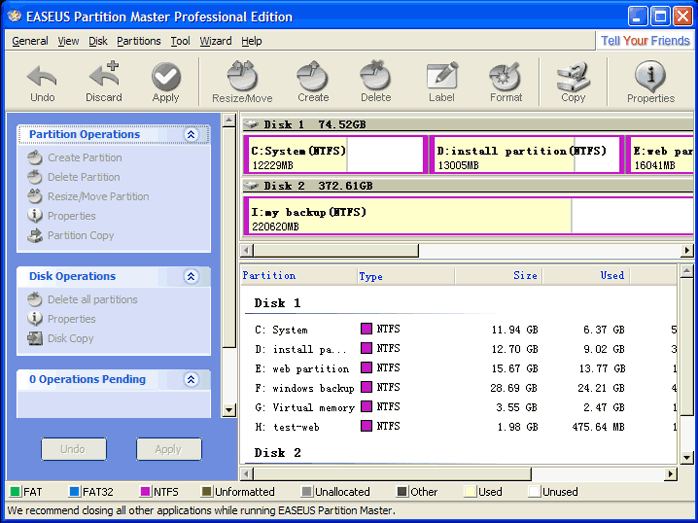 EASEUS Partition Master Professional Edition
General View Disk Partitions Tool Wizard Help
Tell Your Friends
Undo Discard Apply Resize/Move Create Delete Label Format Copy Properties
Partition Operations
Create Partition
Delete Partition
Resize/Move Partition
Properties
Partition Copy
Disk Operations
Delete all partitions
Properties
Disk Copy
0 Operations Pending
Undo Apply
Disk 1 74.52GB
C:System(NTFS) D:install partition(NTFS) E:web par
12229MB 13005MB 16041MB
Disk 2 372.61GB
I:my backup(NTFS)
220620MB
Partition Type Size Used
Disk 1
C: System NTFS 11.94 GB 6.37 GB 5
D: install pa... NTFS 12.70 GB 9.02 GB 3
E: web partition NTFS 15.67 GB 13.77 GB 1
F: windows backup NTFS 28.69 GB 24.21 GB 4
G: Virtual memory NTFS 3.55 GB 2.47 GB 1
H: test-web NTFS 1.98 GB 475.64 MB 1
Disk 2
FAT FAT32 NTFS Unformatted Unallocated Other Used Unused
We recommend closing all other applications while running EASEUS Partition Master.